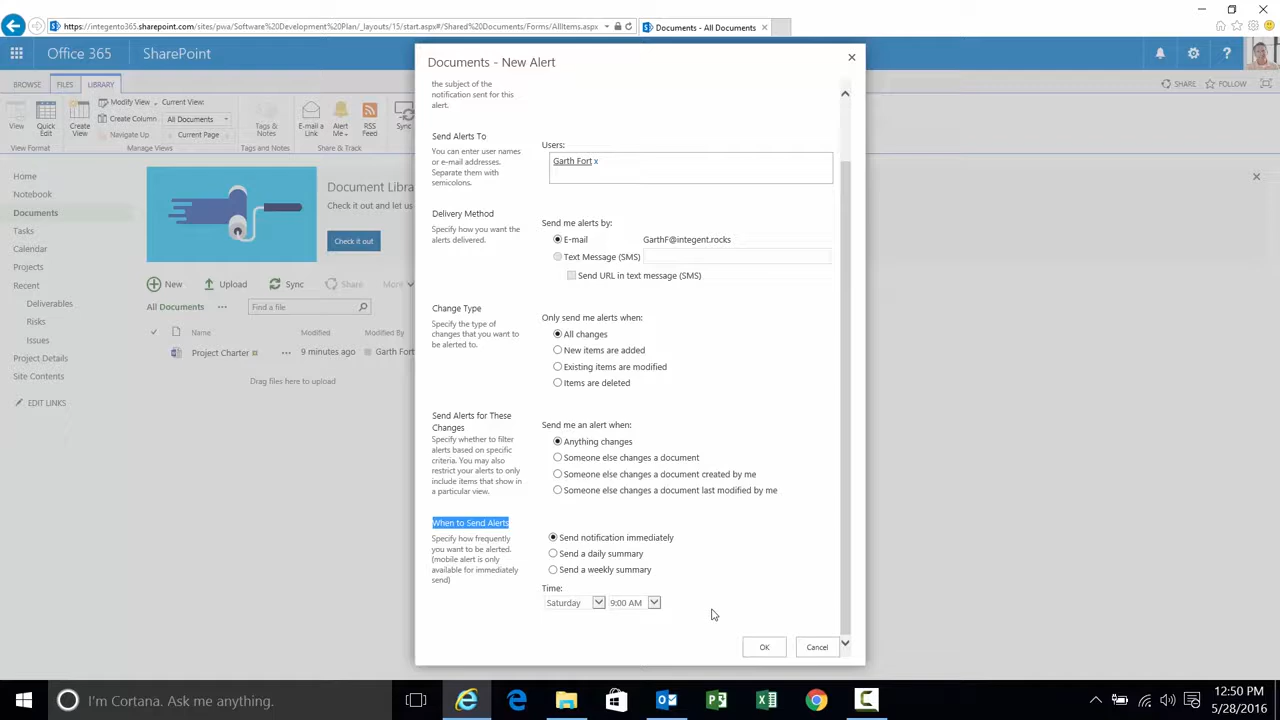 https://integento365.sharepoint.com/sites/pwa/Software%20Development%20Plan/_layouts/15/start.aspx#/Shared%20Documents/Forms/AllItems.aspx
Documents - All Documents
Office 365
SharePoint
BROWSE
FILES
LIBRARY
SHARE
FOLLOW
View
Quick
Edit
Create
View
Modify View
Create Column
Navigate Up
Current View:
All Documents
Current Page
Tags &
Notes
E-mail a
Link
Alert
Me
RSS
Feed
Sync
View Format
Manage Views
Tags and Notes
Share & Track
Home
Notebook
Documents
Tasks
Calendar
Projects
Recent
Deliverables
Risks
Issues
Project Details
Site Contents
EDIT LINKS
Document Libra
Check it out and let us
Check it out
New
Upload
Sync
Share
More
All Documents
...
Find a file
Name
Modified
Modified By
Project Charter
...
9 minutes ago
Garth Fort
Drag files here to upload
Documents - New Alert
the subject of the
notification sent for this
alert.
Send Alerts To
You can enter user names
or e-mail addresses.
Separate them with
semicolons.
Users:
Garth Fort x
Delivery Method
Specify how you want the
alerts delivered.
Send me alerts by:
E-mail
GarthF@integent.rocks
Text Message (SMS)
Send URL in text message (SMS)
Change Type
Specify the type of
changes that you want to
be alerted to.
Only send me alerts when:
All changes
New items are added
Existing items are modified
Items are deleted
Send Alerts for These
Changes
Specify whether to filter
alerts based on specific
criteria. You may also
restrict your alerts to only
include items that show in
a particular view.
Send me an alert when:
Anything changes
Someone else changes a document
Someone else changes a document created by me
Someone else changes a document last modified by me
When to Send Alerts
Specify how frequently
you want to be alerted.
(mobile alert is only
available for immediately
send)
Send notification immediately
Send a daily summary
Send a weekly summary
Time:
Saturday
9:00 AM
OK
Cancel
I'm Cortana. Ask me anything.
12:50 PM
5/28/2016